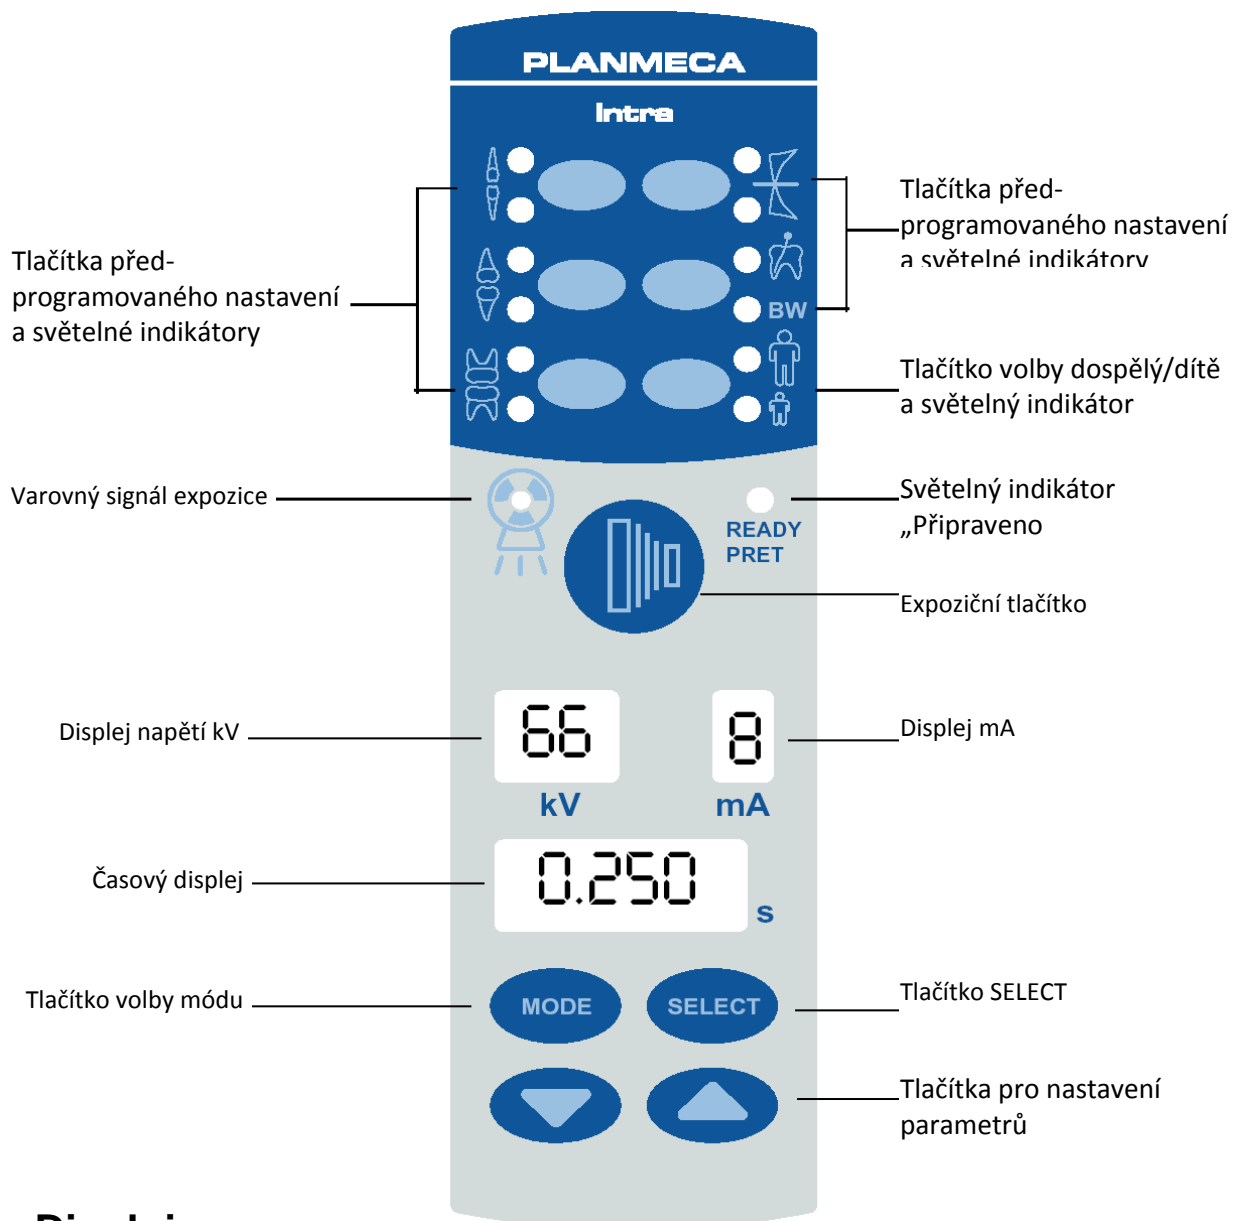 PLANMECA
Intra
Tlačítka před-
programovaného nastavení
a světelné indikátory
Tlačítka před-
programovaného nastavení
a světelné indikátory
BW
Tlačítko volby dospělý/dítě
a světelný indikátor
Varovný signál expozice
Světelný indikátor
„Připraveno
READY
PRET
Expoziční tlačítko
Displej napětí kV
66
8
Displej mA
kV
mA
Časový displej
0.250
s
Tlačítko volby módu
MODE
SELECT
Tlačítko SELECT
Tlačítka pro nastavení
parametrů